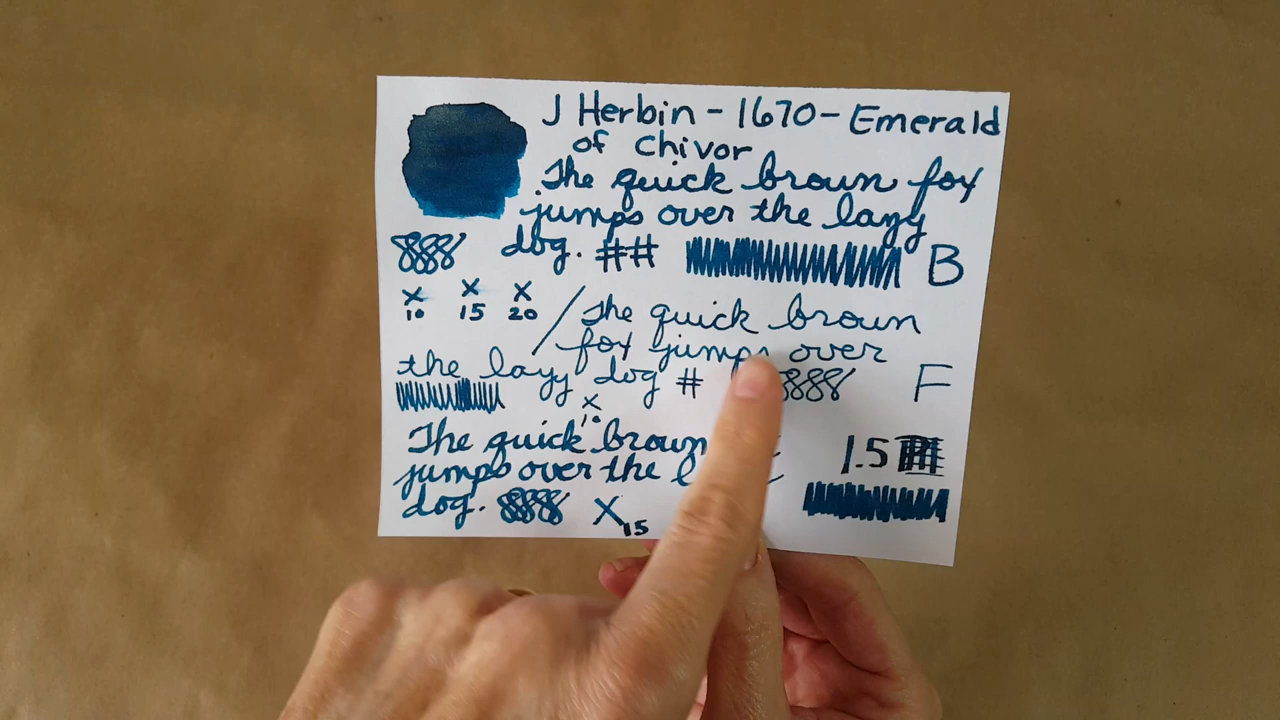 J Herbin - 1670 - Emerald
of Chivor
The quick brown fox
jumps over the lazy
dog. ## B
x x x
10 15 20
The quick brown
fox jumps over
the lazy dog # F
x
10
The quick brown 1.5
jumps over the
dog. X 15